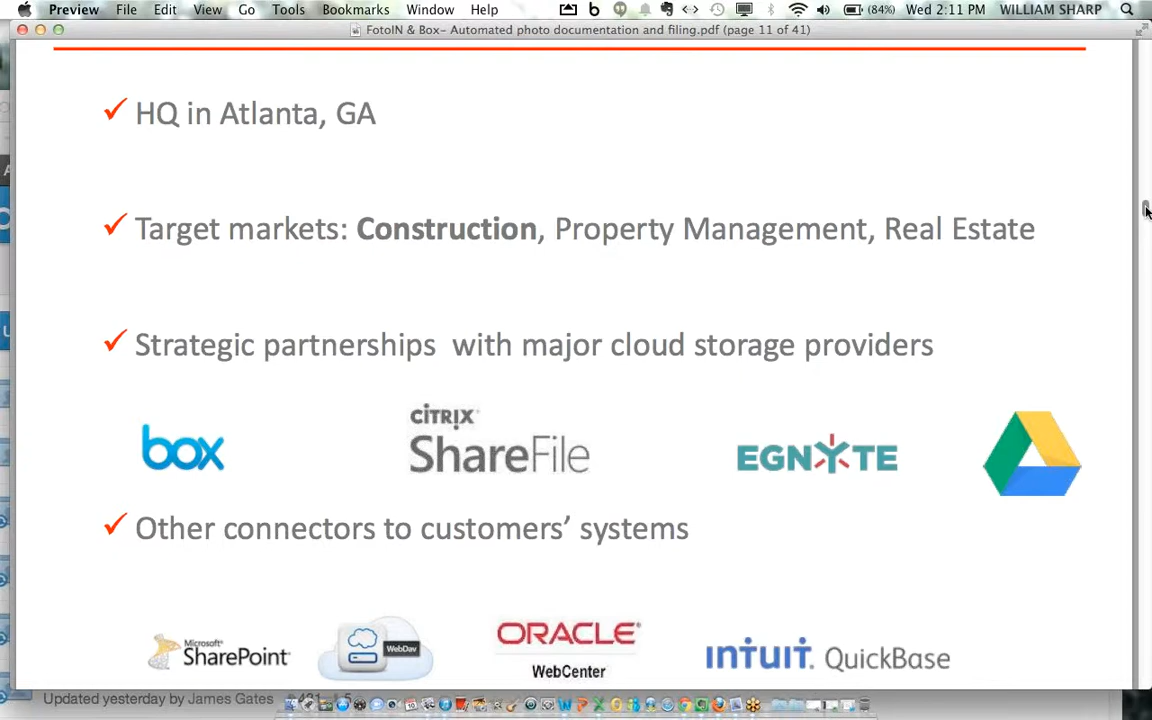 Preview File Edit View Go Tools Bookmarks Window Help (84%) Wed 2:11 PM WILLIAM SHARP
FotoIN & Box- Automated photo documentation and filing.pdf (page 11 of 41)
✓ HQ in Atlanta, GA
✓ Target markets: Construction, Property Management, Real Estate
✓ Strategic partnerships with major cloud storage providers
box
CITRIX
ShareFile
EGNYTE
✓ Other connectors to customers’ systems
Microsoft
SharePoint
WebDav
ORACLE
WebCenter
INTUIT. QuickBase
Updated yesterday by James Gates